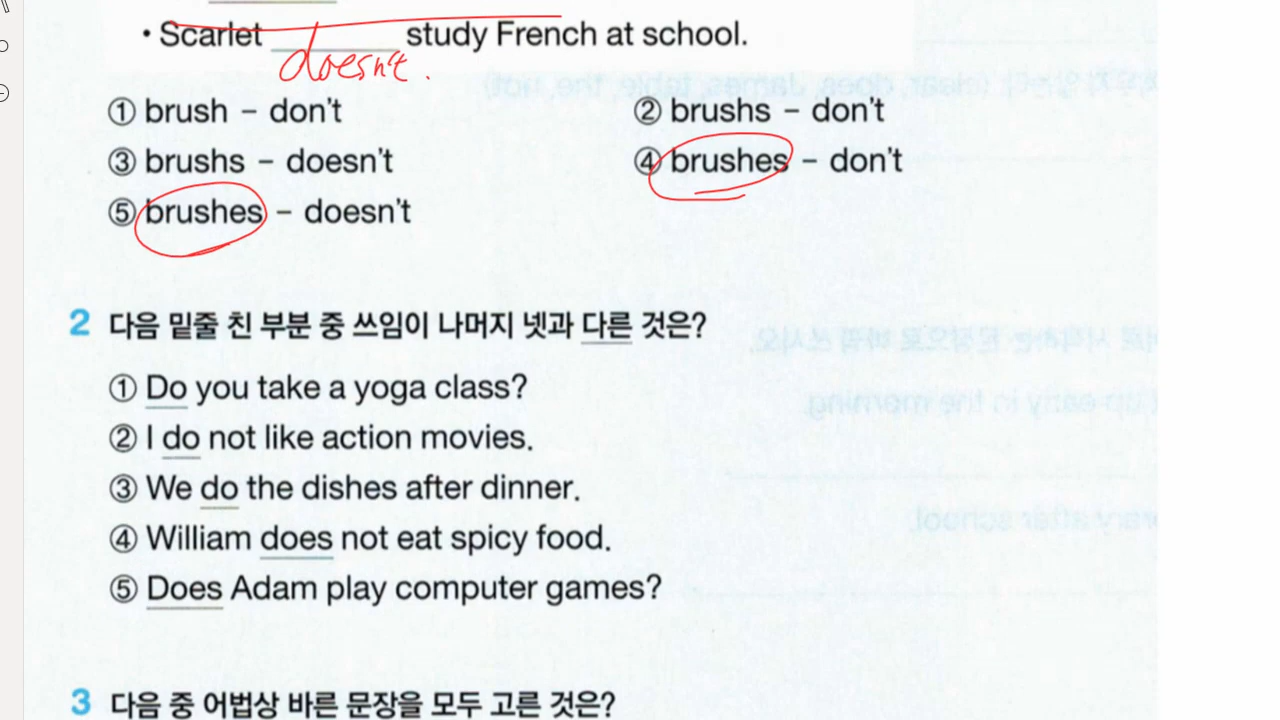 • Scarlet ________ study French at school.
doesn't.
① brush – don't
② brushs – don't
③ brushs – doesn't
④ brushes – don't
⑤ brushes – doesn't
2 다음 밑줄 친 부분 중 쓰임이 나머지 넷과 다른 것은?
① Do you take a yoga class?
② I do not like action movies.
③ We do the dishes after dinner.
④ William does not eat spicy food.
⑤ Does Adam play computer games?
3 다음 중 어법상 바른 문장을 모두 고른 것은?